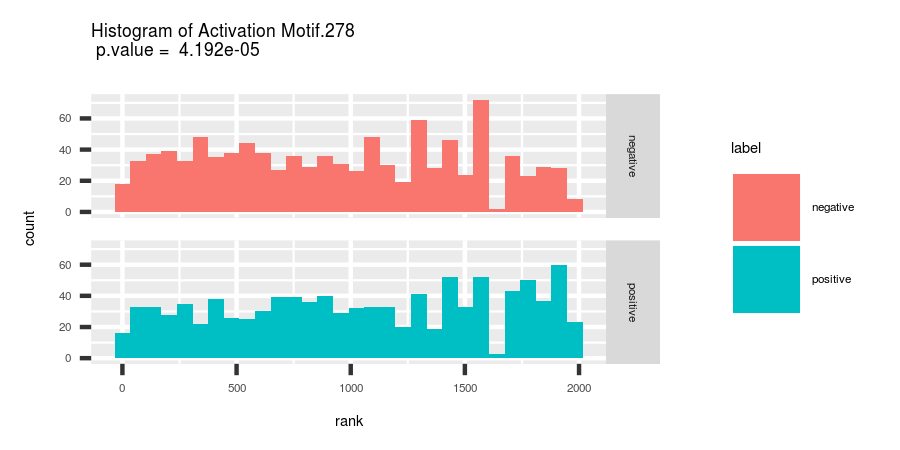 Histogram of Activation Motif.278
p.value =  4.192e-05
count
60
40
20
0
negative
60
40
20
0
positive
0 500 1000 1500 2000
rank
label
negative
positive